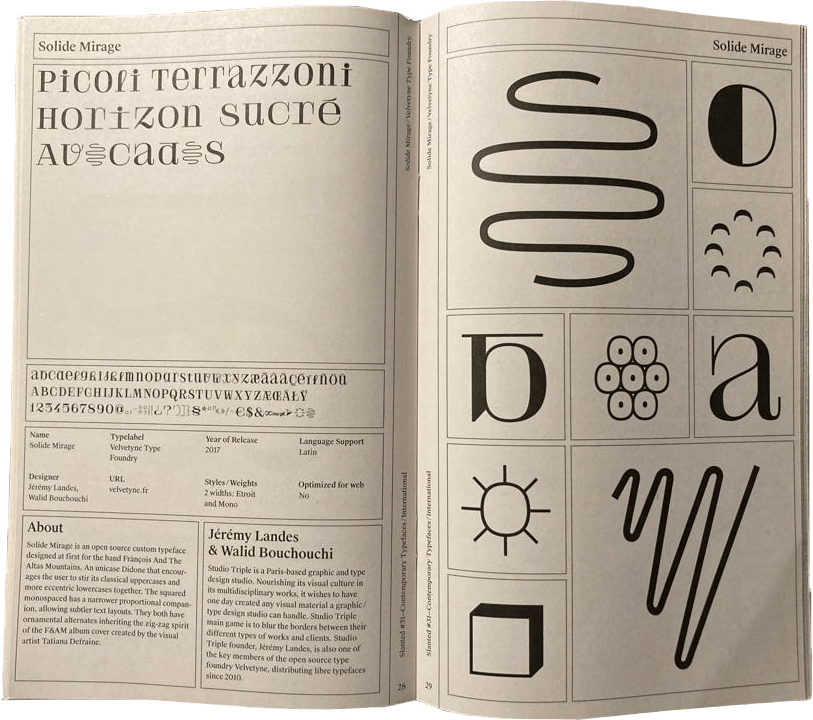 Solide Mirage
Picoli Terrazzoni
Horizon sucré
ABCDEFGHIJKLMNOPQRSTUVWXYZÆŒAŁŸ
1234567890@
€$&
Name
Solide Mirage
Typelabel
Velvetyne Type
Foundry
Year of Release
2017
Language Support
Latin
Designer
Jérémy Landes,
Walid Bouchouchi
URL
velvetyne.fr
Styles/Weights
2 widths: Etroit
and Mono
Optimized for web
No
About
Solide Mirage is an open source custom typeface
designed at first for the band François And The
Altas Mountains. An unicase Didone that encour-
ages the user to stir its classical uppercases and
more eccentric lowercases together. The squared
monospaced has a narrower proportional compan-
ion, allowing subtler text layouts. They both have
ornamental alternates inheriting the zig-zag spirit
of the F&AM album cover created by the visual
artist Tatiana Defraine.
Jérémy Landes
& Walid Bouchouchi
Studio Triple is a Paris-based graphic and type
design studio. Nourishing its visual culture in
its multidisciplinary works, it wishes to have
one day created any visual material a graphic/
type design studio can handle. Studio Triple
main game is to blur the borders between their
different types of works and clients. Studio
Triple founder, Jérémy Landes, is also one of
the key members of the open source type
foundry Velvetyne, distributing libre typefaces
since 2010.
Solide Mirage/Velvetyne Type Foundry
Slanted #31—Contemporary Typefaces/International
28
Solide Mirage/Velvetyne Type Foundry
Slanted #31—Contemporary Typefaces/International
29
Solide Mirage
a